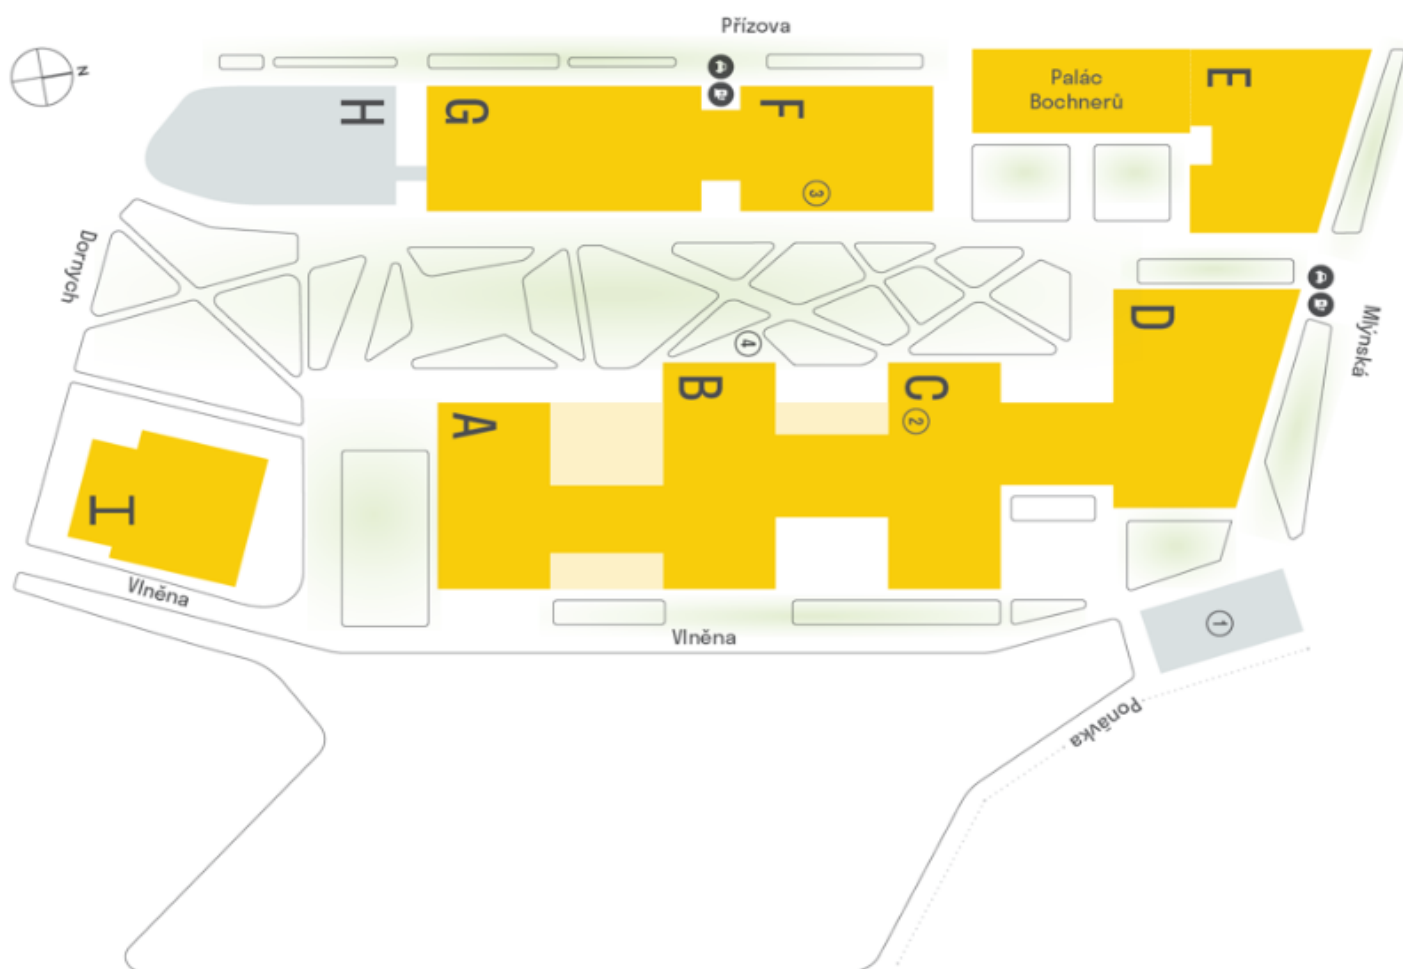 Přízova
N
H
G
F
Palác
Bochnerů
E
3
Dornych
D
Mlýnská
4
B
C
2
A
I
Vlněna
Vlněna
1
Ponávka